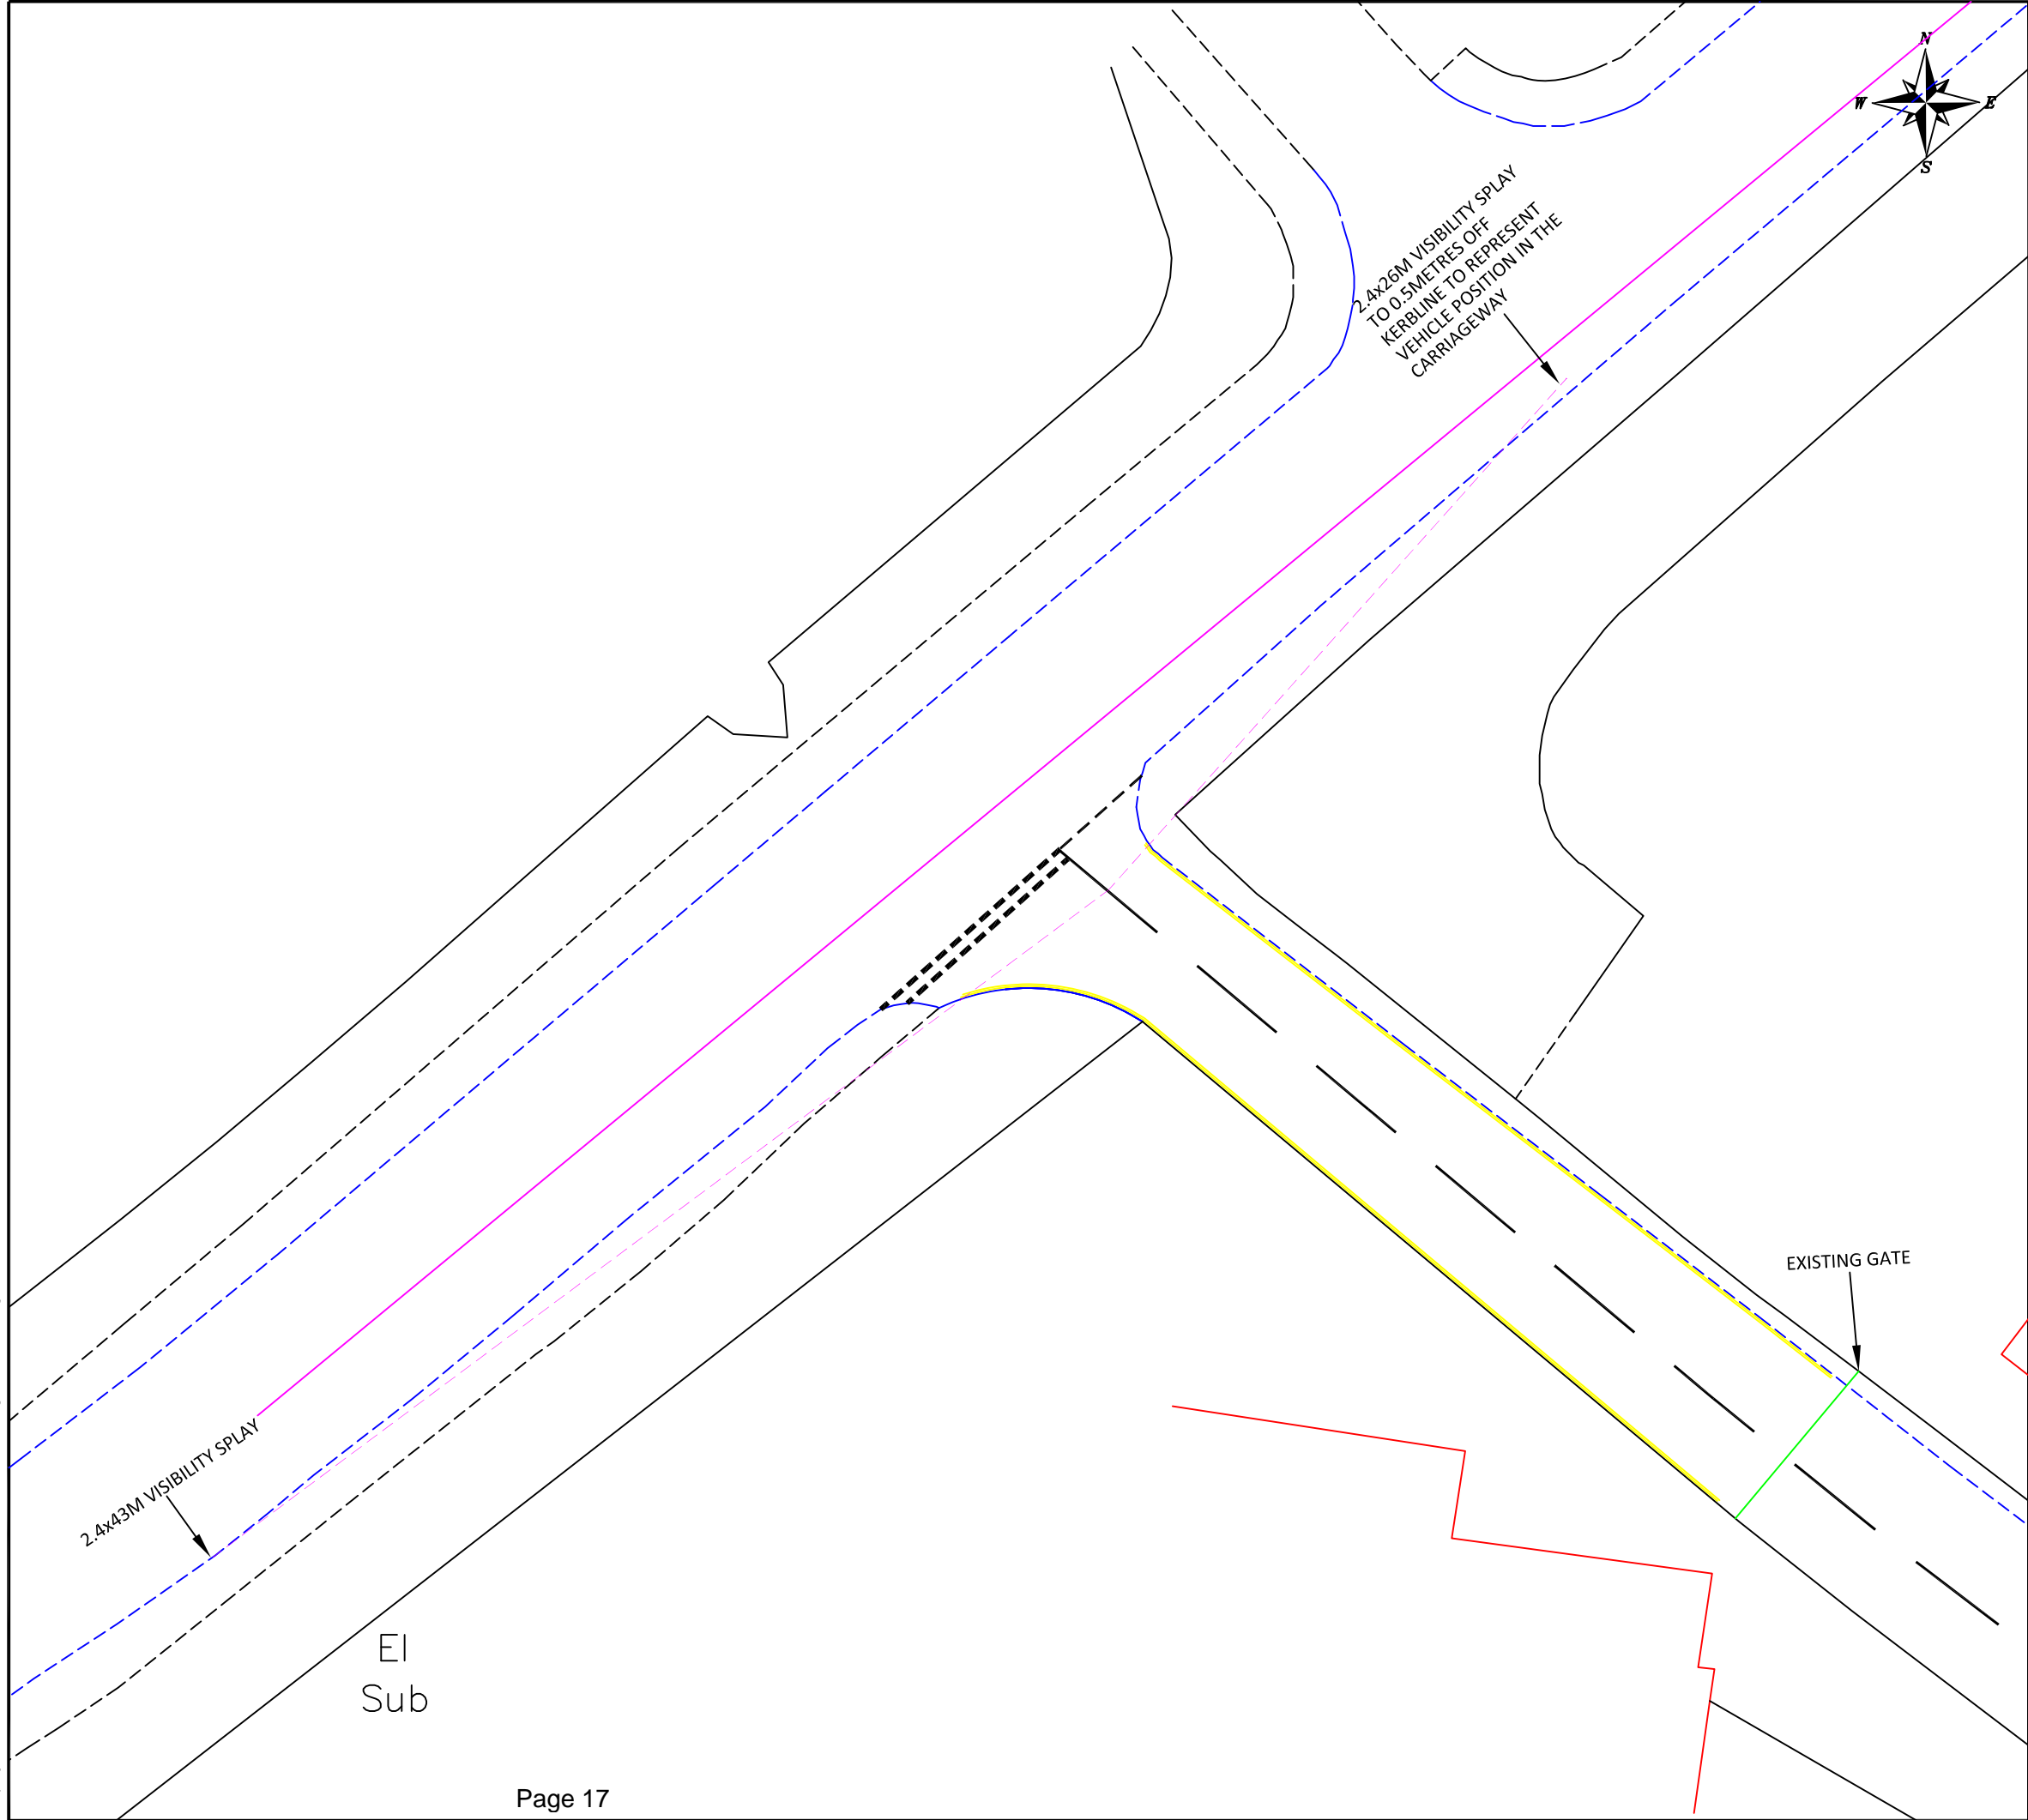 N
W
E
S
2.4x26M VISIBILITY SPLAY
TO 0.5METRES OFF
KERBLINE TO REPRESENT
VEHICLE POSITION IN THE
CARRIAGEWAY
EXISTING GATE
2.4x43M VISIBILITY SPLAY
El
Sub
Page 17